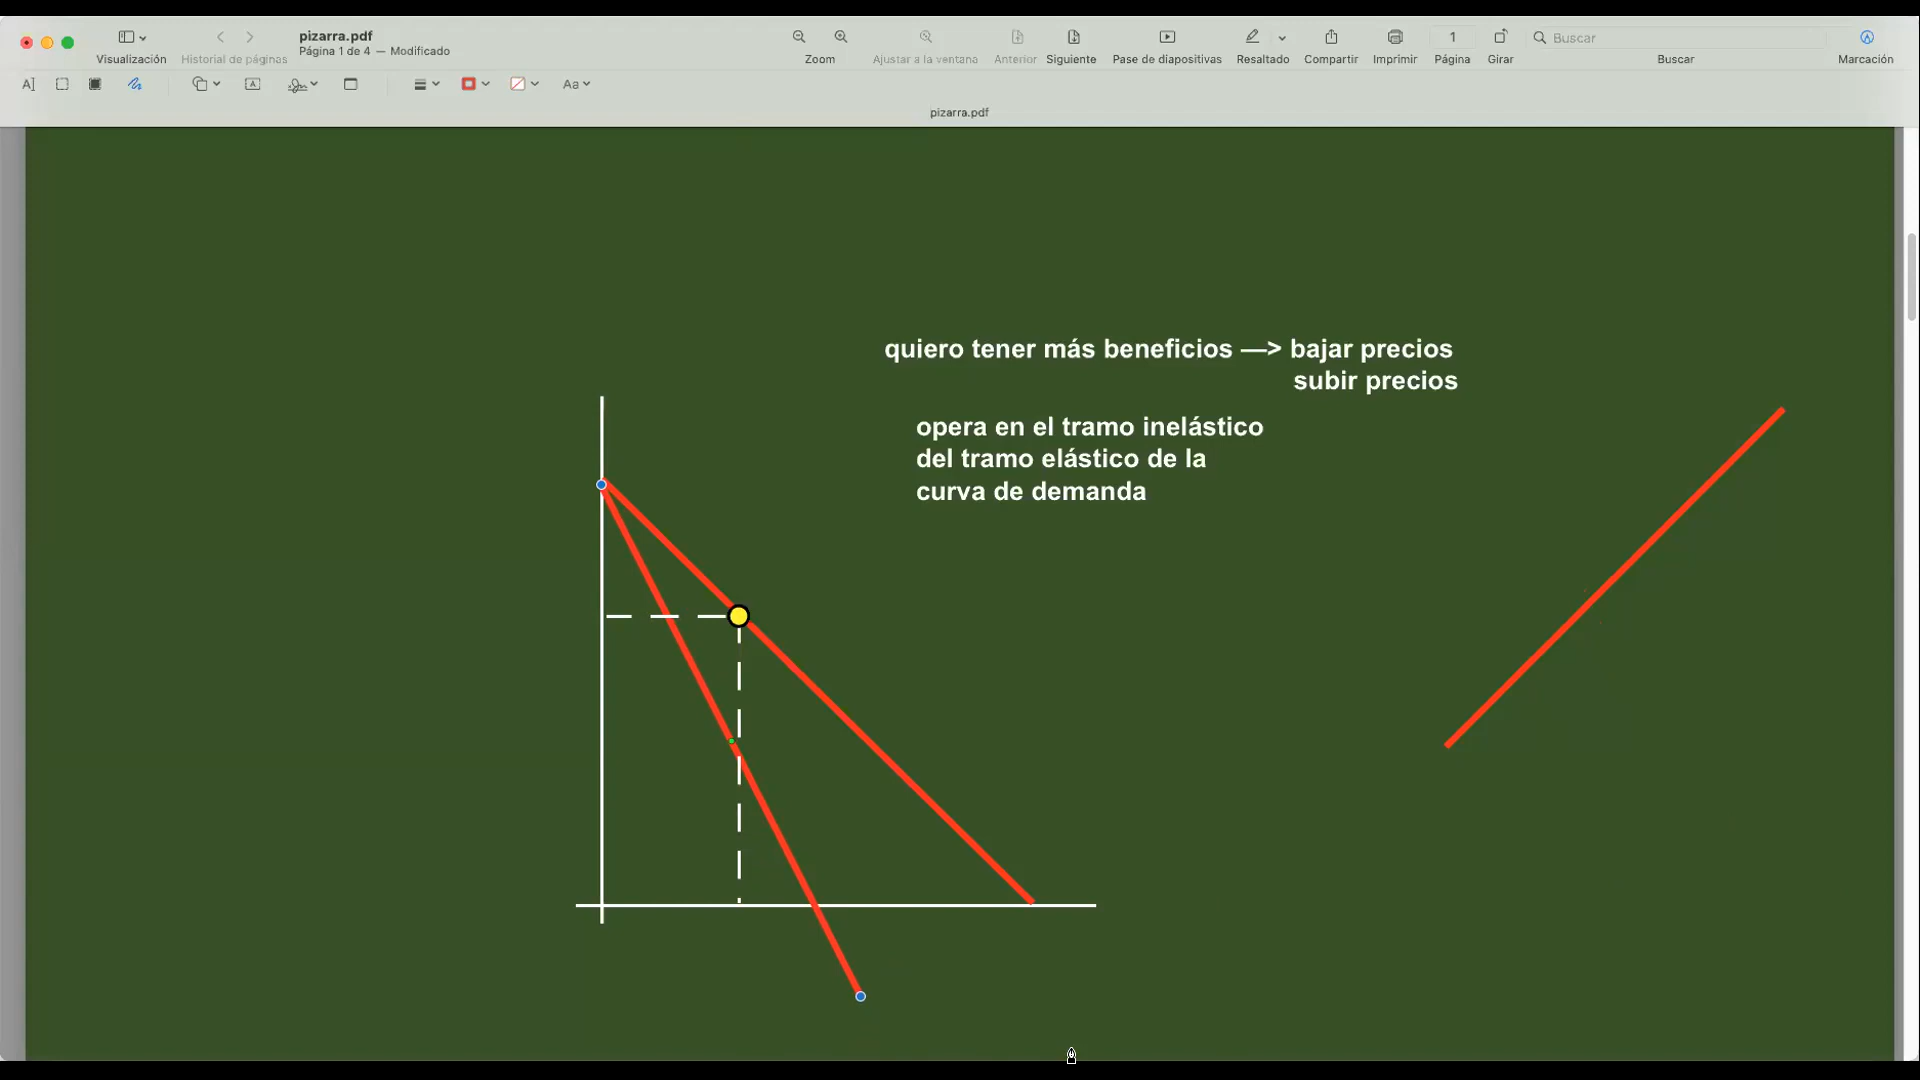 pizarra.pdf
Página 1 de 4 — Modificado
Visualización
Historial de páginas
Zoom
Ajustar a la ventana
Anterior
Siguiente
Pase de diapositivas
Resaltado
Compartir
Imprimir
1
Página
Girar
Buscar
Buscar
Marcación
A
A
Aa
pizarra.pdf
quiero tener más beneficios —> bajar precios
subir precios
opera en el tramo inelástico
del tramo elástico de la
curva de demanda